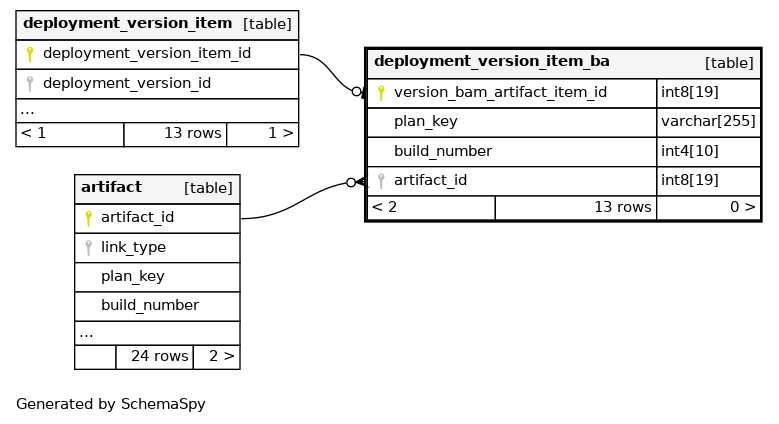 deployment_version_item [table]
deployment_version_item_id
deployment_version_id
...
< 1 13 rows 1 >
deployment_version_item_ba [table]
version_bam_artifact_item_id int8[19]
plan_key varchar[255]
build_number int4[10]
artifact_id int8[19]
< 2 13 rows 0 >
artifact [table]
artifact_id
link_type
plan_key
build_number
...
24 rows 2 >
Generated by SchemaSpy